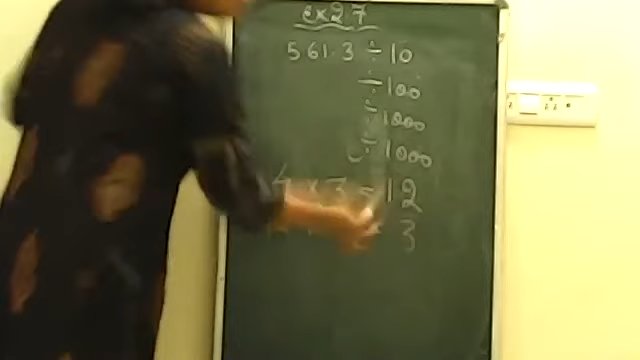 ex 2.7
561.3 ÷ 10
÷ 100
÷ 1000
÷ 1000
4 × 3 = 12
3